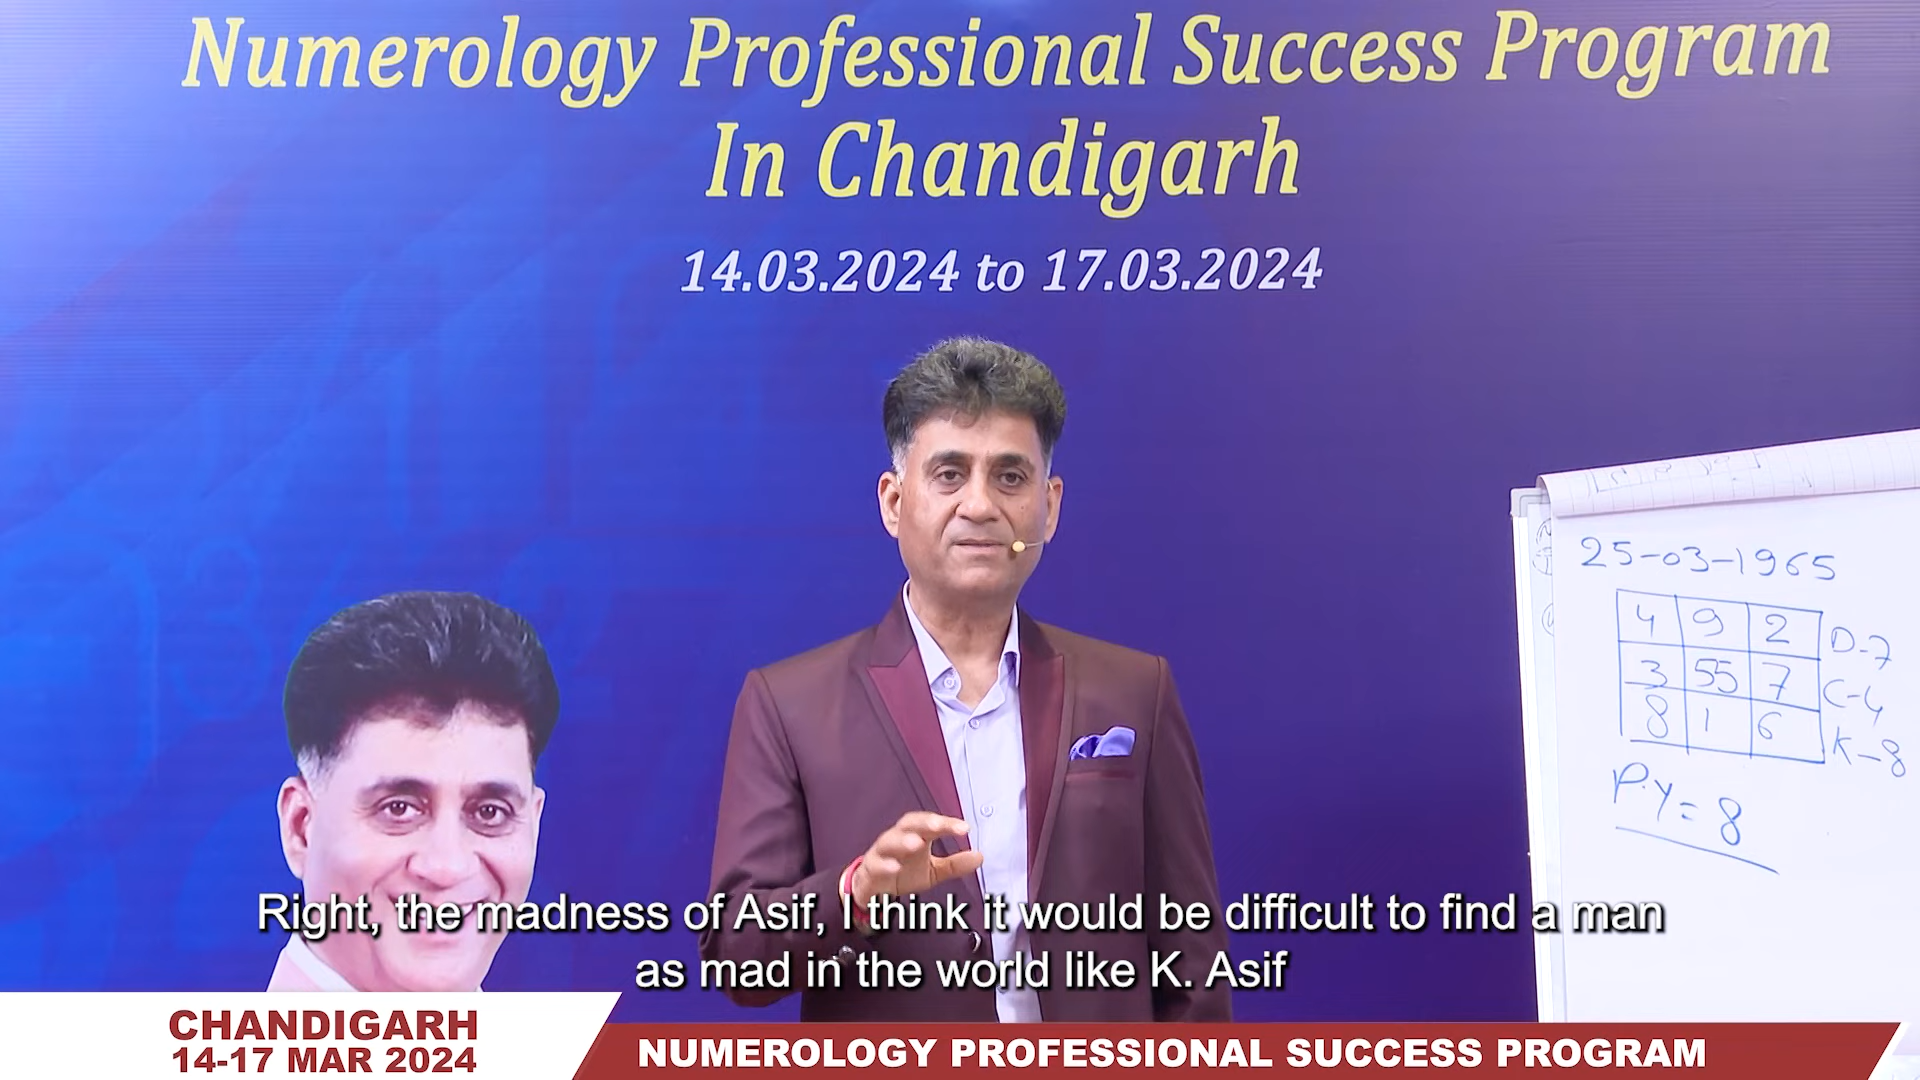 Numerology Professional Success Program
In Chandigarh
14.03.2024 to 17.03.2024
25-03-1965
4 9 2 D-7
3 55 7 C-4
8 1 6 K-8
P.Y = 8
Right, the madness of Asif, I think it would be difficult to find a man
as mad in the world like K. Asif
CHANDIGARH
14-17 MAR 2024
NUMEROLOGY PROFESSIONAL SUCCESS PROGRAM